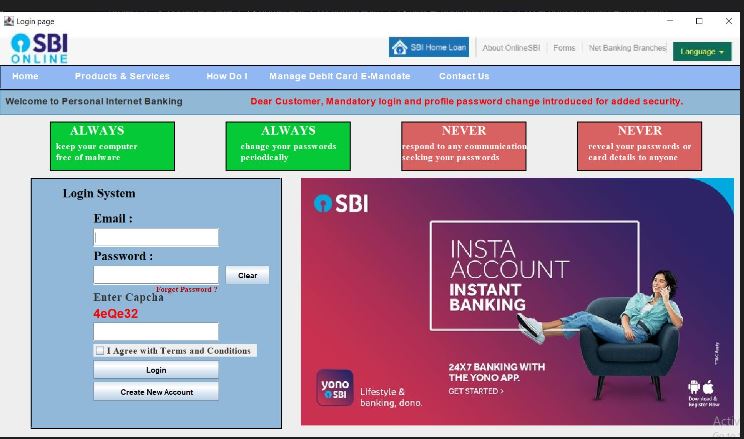 Login page
SBI
ONLINE
SBI Home Loan
About OnlineSBI
Forms
Net Banking Branches
Language
Home
Products & Services
How Do I
Manage Debit Card E-Mandate
Contact Us
Welcome to Personal Internet Banking
Dear Customer, Mandatory login and profile password change introduced for added security.
ALWAYS
keep your computer
free of malware
ALWAYS
change your passwords
periodically
NEVER
respond to any communication
seeking your passwords
NEVER
reveal your passwords or
card details to anyone
Login System
Email :
Password :
Clear
Forget Password ?
Enter Capcha
4eQe32
I Agree with Terms and Conditions
Login
Create New Account
SBI
INSTA
ACCOUNT
INSTANT
BANKING
24X7 BANKING WITH
THE YONO APP.
GET STARTED >
yono
SBI
Lifestyle &
banking, dono.
Download &
Register Now